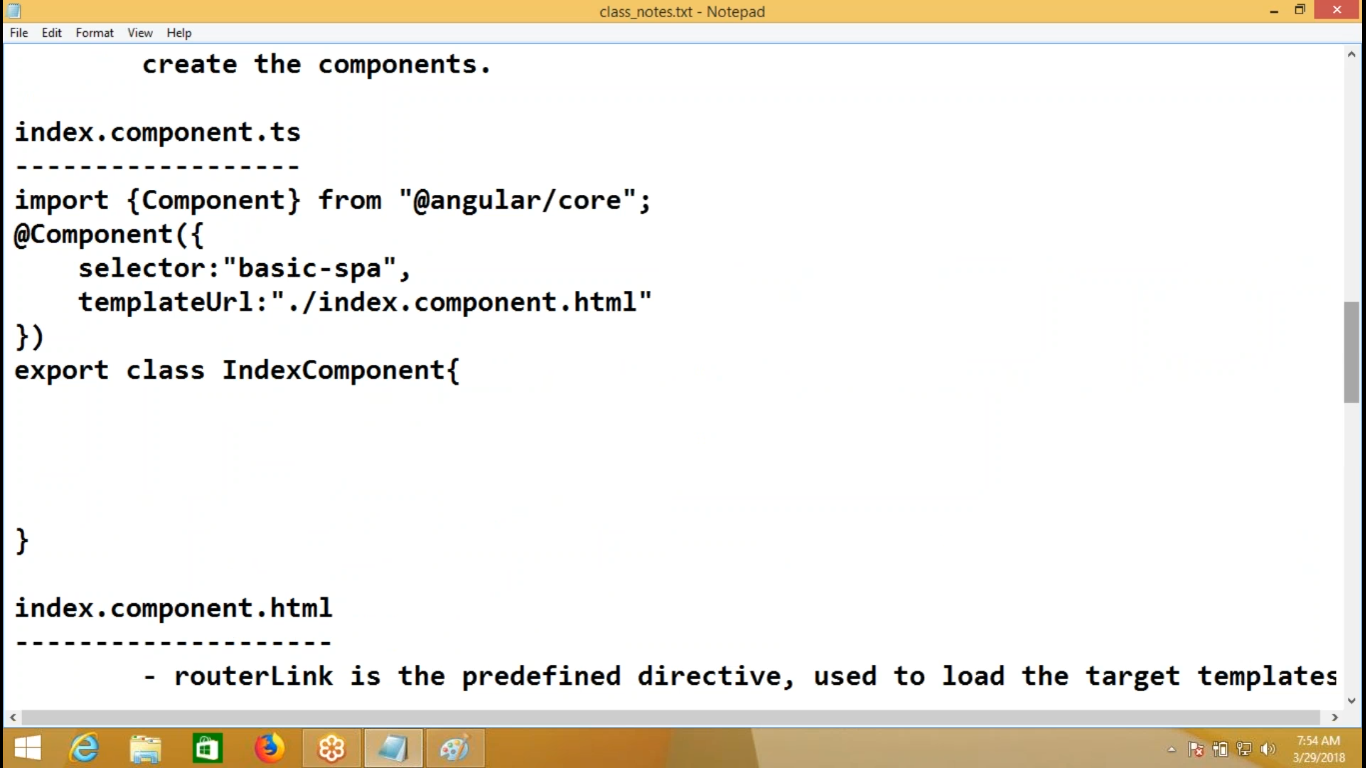 class_notes.txt - Notepad
File Edit Format View Help
create the components.
index.component.ts
------------------
import {Component} from "@angular/core";
@Component({
selector:"basic-spa",
templateUrl:"./index.component.html"
})
export class IndexComponent{
}
index.component.html
--------------------
- routerLink is the predefined directive, used to load the target templates
7:54 AM
3/29/2018